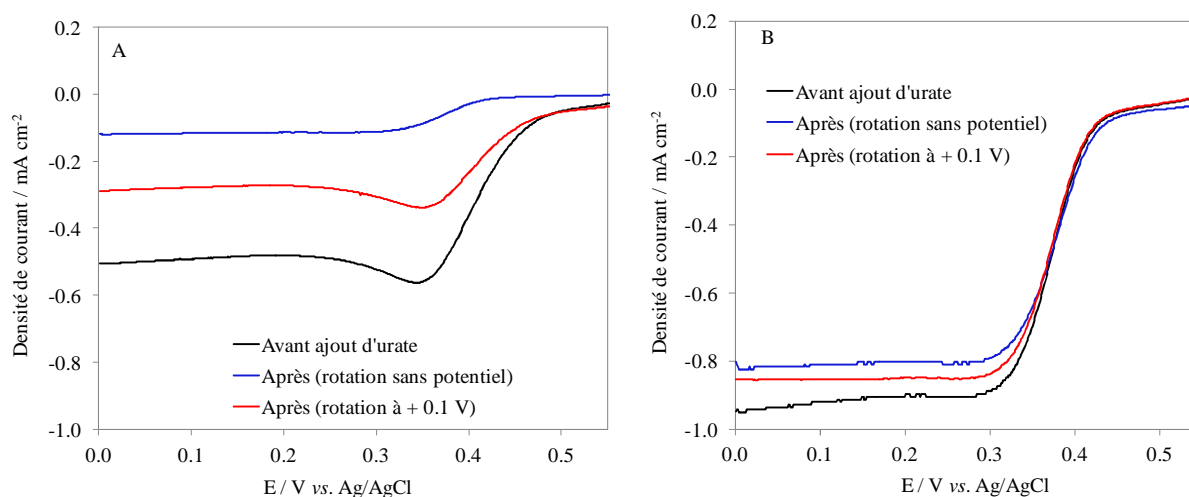 A
0.2
0.0
-0.2
-0.4
-0.6
-0.8
-1.0
Densité de courant / mA cm⁻²
Avant ajout d'urate
Après (rotation sans potentiel)
Après (rotation à + 0.1 V)
0.0 0.1 0.2 0.3 0.4 0.5
E / V vs. Ag/AgCl
B
0.2
0.0
-0.2
-0.4
-0.6
-0.8
-1.0
Densité de courant / mA cm⁻²
Avant ajout d'urate
Après (rotation sans potentiel)
Après (rotation à + 0.1 V)
0.0 0.1 0.2 0.3 0.4 0.5
E / V vs. Ag/AgCl